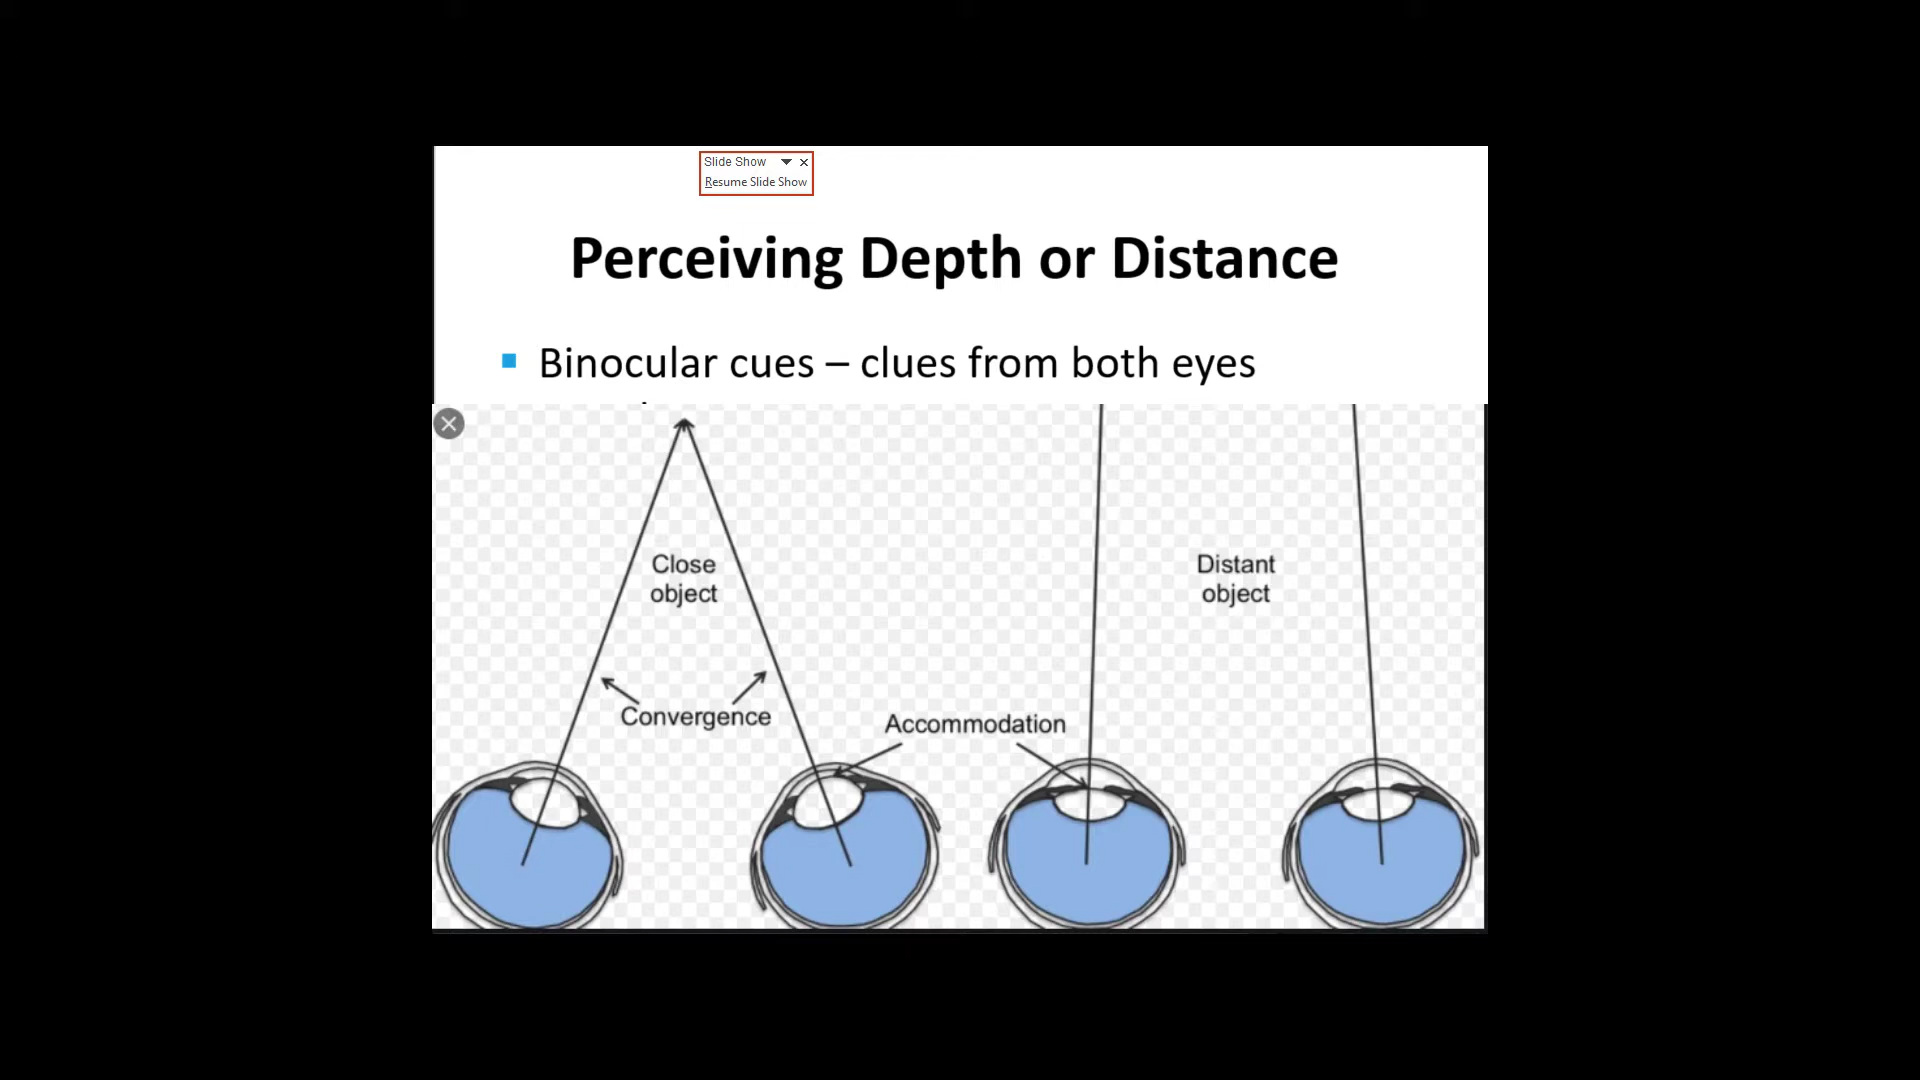 Slide Show
Resume Slide Show
Perceiving Depth or Distance
Binocular cues – clues from both eyes
Close
object
Distant
object
Convergence
Accommodation